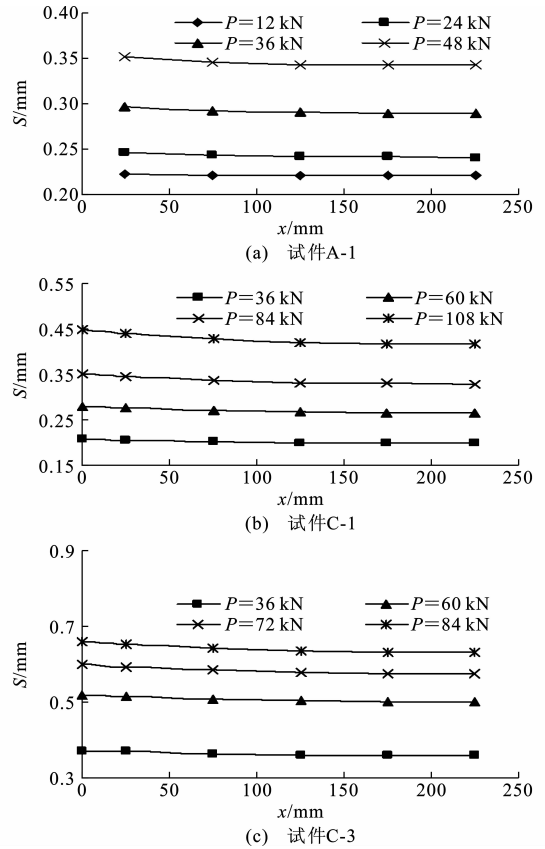 P=12 kN P=24 kN
P=36 kN P=48 kN
0.40
0.35
0.30
0.25
0.20
S/mm
0 50 100 150 200 250
x/mm
(a) 试件A-1
P=36 kN P=60 kN
P=84 kN P=108 kN
0.55
0.45
0.35
0.25
0.15
S/mm
0 50 100 150 200 250
x/mm
(b) 试件C-1
P=36 kN P=60 kN
P=72 kN P=84 kN
0.9
0.7
0.5
0.3
S/mm
0 50 100 150 200 250
x/mm
(c) 试件C-3